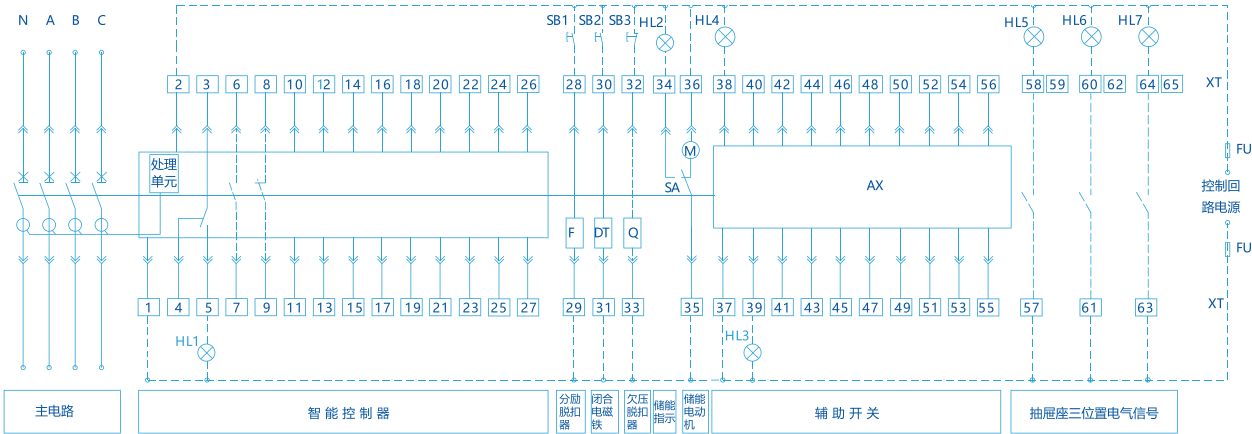 N A B C
SB1 SB2 SB3 HL2 HL4 HL5 HL6 HL7
2 3 6 8 10 12 14 16 18 20 22 24 26 28 30 32 34 36 38 40 42 44 46 48 50 52 54 56 58 59 60 62 64 65 XT
M
FU
处理
单元
SA
AX
控制回
路电源
F DT Q
FU
1 4 5 7 9 11 13 15 17 19 21 23 25 27 29 31 33 35 37 39 41 43 45 47 49 51 53 55 57 61 63 XT
HL1 HL3
主电路
智能控制器
分励
脱扣
器
闭合
电磁
铁
欠压
脱扣
器
储能
指示
储能
电动
机
辅助开关
抽屉座三位置电气信号